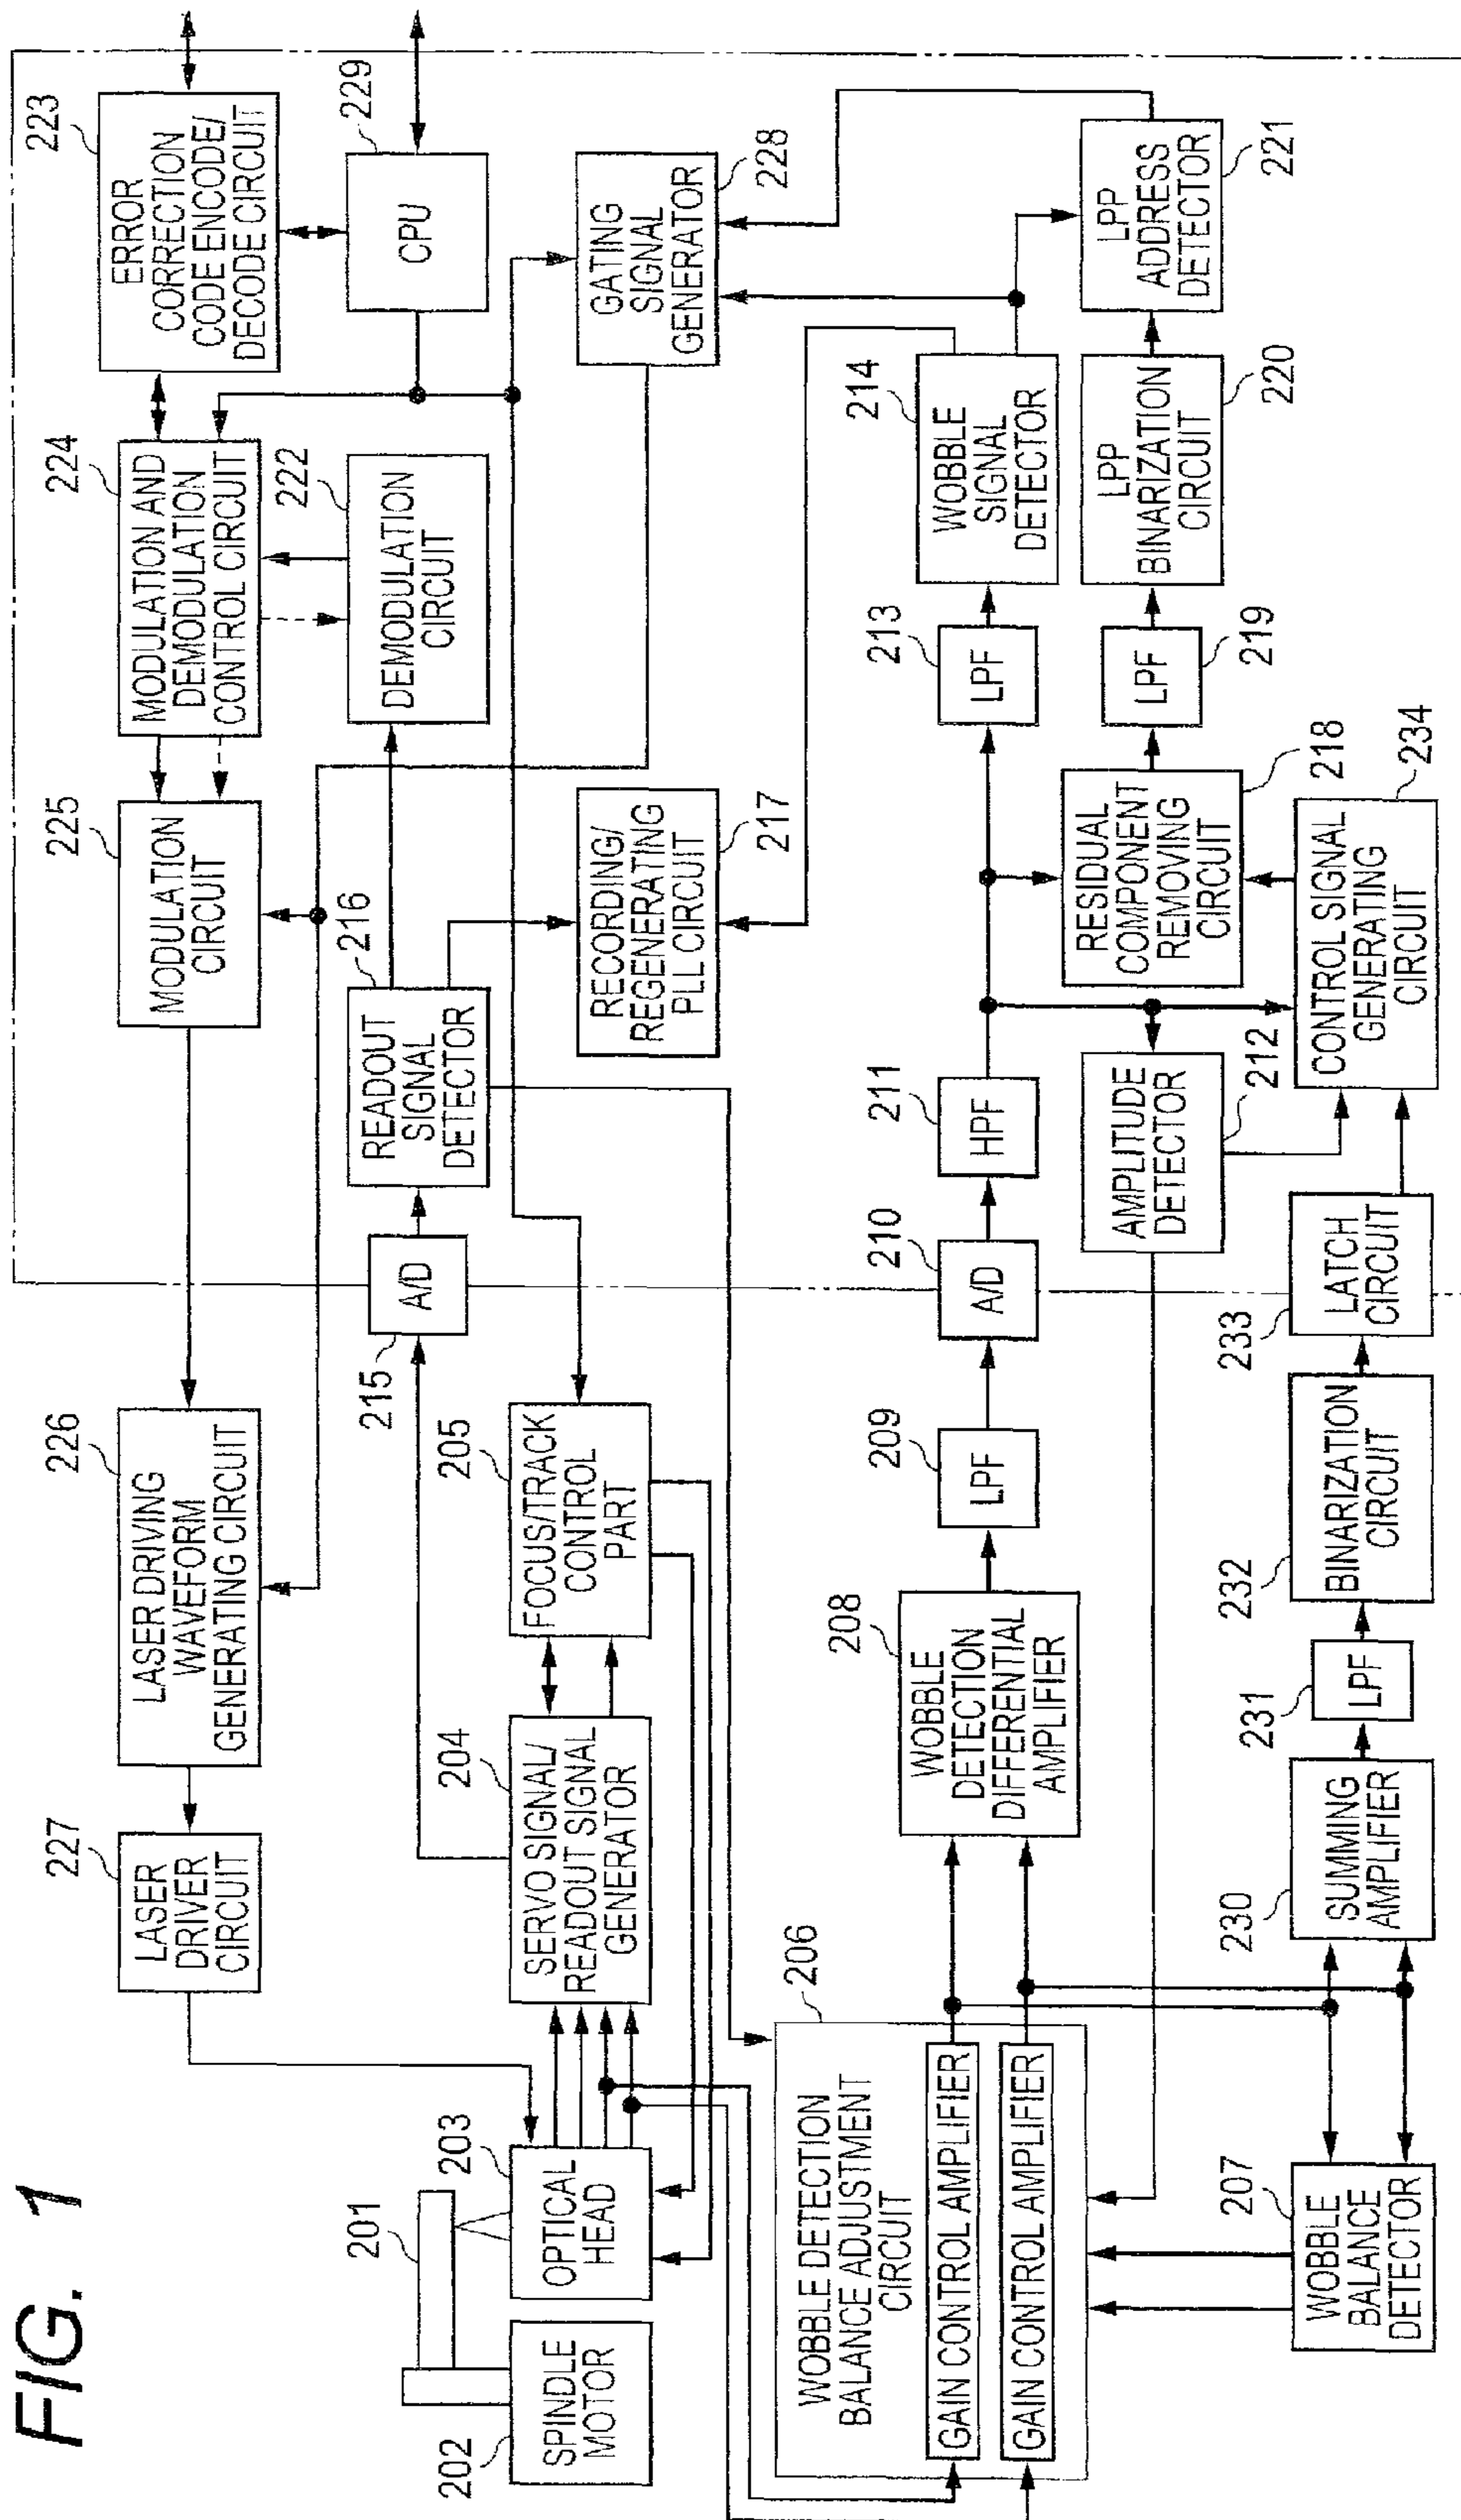 FIG. 1
201
202
SPINDLE
MOTOR
203
OPTICAL
HEAD
227
LASER
DRIVER
CIRCUIT
226
LASER DRIVING
WAVEFORM
GENERATING CIRCUIT
225
MODULATION
CIRCUIT
224
MODULATION AND
DEMODULATION
CONTROL CIRCUIT
223
ERROR
CORRECTION
CODE ENCODE/
DECODE CIRCUIT
204
SERVO SIGNAL/
READOUT SIGNAL
GENERATOR
205
FOCUS/TRACK
CONTROL
PART
215
A/D
216
READOUT
SIGNAL
DETECTOR
222
DEMODULATION
CIRCUIT
229
CPU
217
RECORDING/
REGENERATING
PLL CIRCUIT
228
GATING
SIGNAL
GENERATOR
206
WOBBLE DETECTION
BALANCE ADJUSTMENT
CIRCUIT
GAIN CONTROL AMPLIFIER
GAIN CONTROL AMPLIFIER
208
WOBBLE
DETECTION
DIFFERENTIAL
AMPLIFIER
209
LPF
210
A/D
211
HPF
213
LPF
214
WOBBLE
SIGNAL
DETECTOR
212
AMPLITUDE
DETECTOR
218
RESIDUAL
COMPONENT
REMOVING
CIRCUIT
219
LPF
220
LPP
BINARIZATION
CIRCUIT
221
LPP
ADDRESS
DETECTOR
207
WOBBLE
BALANCE
DETECTOR
230
SUMMING
AMPLIFIER
231
LPF
232
BINARIZATION
CIRCUIT
233
LATCH
CIRCUIT
234
CONTROL SIGNAL
GENERATING
CIRCUIT